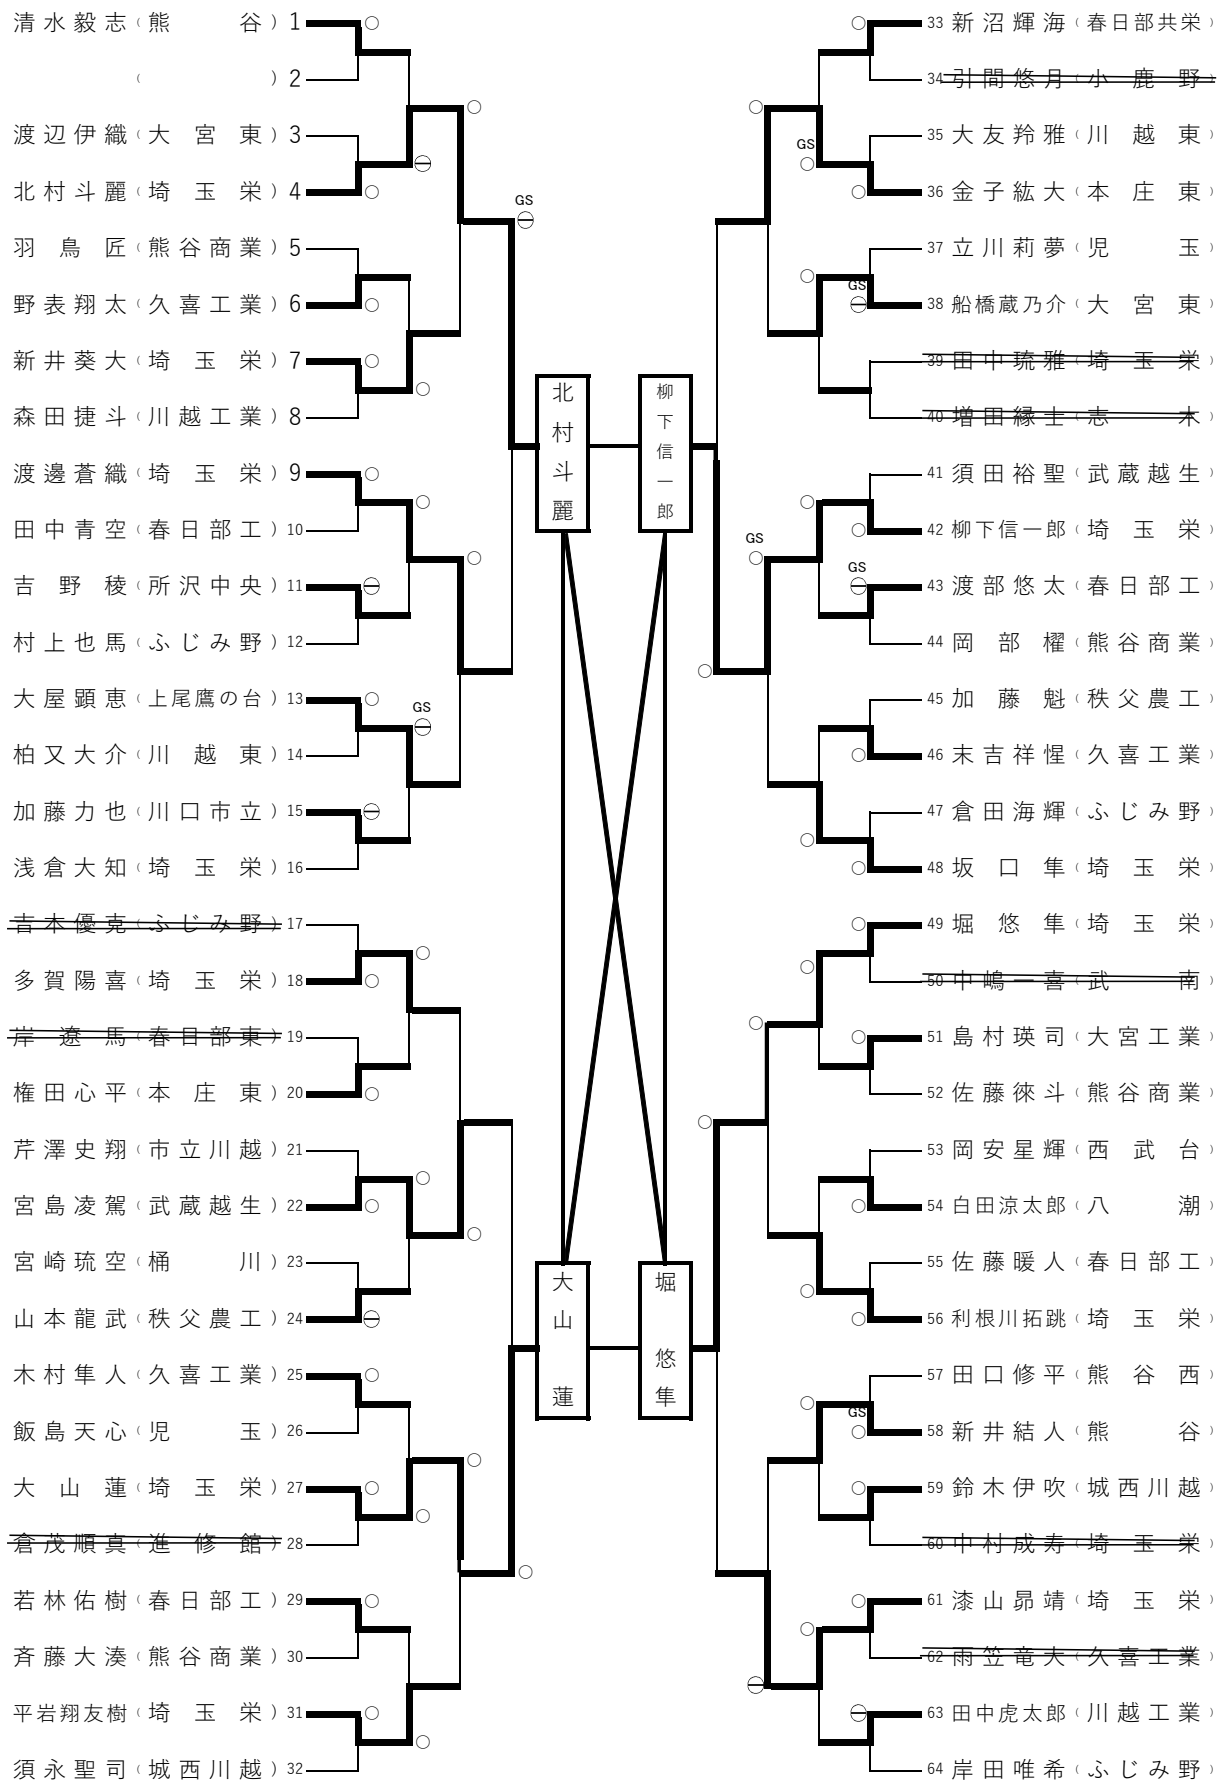 清水毅志（熊谷）1
（）2
渡辺伊織（大宮東）3
北村斗麗（埼玉栄）4
羽鳥匠（熊谷商業）5
野表翔太（久喜工業）6
新井葵大（埼玉栄）7
森田捷斗（川越工業）8
渡邊蒼織（埼玉栄）9
田中青空（春日部工）10
吉野稜（所沢中央）11
村上也馬（ふじみ野）12
大屋顕恵（上尾鷹の台）13
柏又大介（川越東）14
加藤力也（川口市立）15
浅倉大知（埼玉栄）16
吉本優克（ふじみ野）17
多賀陽喜（埼玉栄）18
岸遼馬（春日部東）19
権田心平（本庄東）20
芹澤史翔（市立川越）21
宮島凌駕（武蔵越生）22
宮崎琉空（桶川）23
山本龍武（秩父農工）24
木村隼人（久喜工業）25
飯島天心（児玉）26
大山蓮（埼玉栄）27
倉茂順真（進修館）28
若林佑樹（春日部工）29
斉藤大湊（熊谷商業）30
平岩翔友樹（埼玉栄）31
須永聖司（城西川越）32
GS
GS
北村斗麗
柳下信一郎
大山蓮
堀悠隼
GS
GS
GS
GS
GS
33 新沼輝海（春日部共栄）
34 引間悠月（小鹿野）
35 大友羚雅（川越東）
36 金子紘大（本庄東）
37 立川莉夢（児玉）
38 船橋蔵乃介（大宮東）
39 田中琉雅（埼玉栄）
40 増田縁士（志木）
41 須田裕聖（武蔵越生）
42 柳下信一郎（埼玉栄）
43 渡部悠太（春日部工）
44 岡部櫂（熊谷商業）
45 加藤魁（秩父農工）
46 末吉祥惺（久喜工業）
47 倉田海輝（ふじみ野）
48 坂口隼（埼玉栄）
49 堀悠隼（埼玉栄）
50 中嶋一喜（武南）
51 島村瑛司（大宮工業）
52 佐藤徠斗（熊谷商業）
53 岡安星輝（西武台）
54 白田涼太郎（八潮）
55 佐藤暖人（春日部工）
56 利根川拓跳（埼玉栄）
57 田口修平（熊谷西）
58 新井結人（熊谷）
59 鈴木伊吹（城西川越）
60 中村成寿（埼玉栄）
61 漆山昴靖（埼玉栄）
62 雨笠竜大（久喜工業）
63 田中虎太郎（川越工業）
64 岸田唯希（ふじみ野）